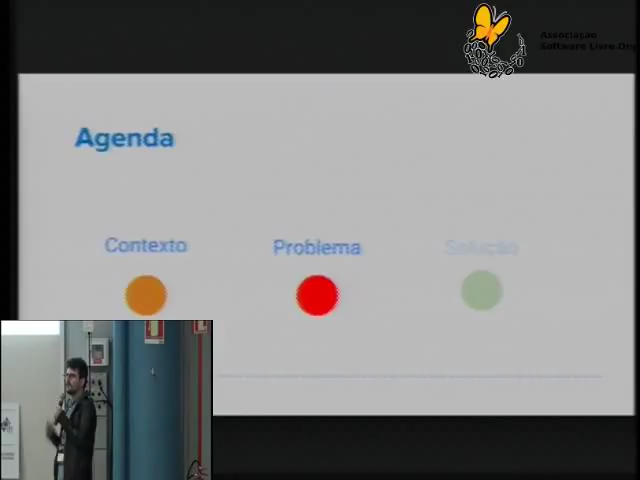 Associação
Software Livre.Org
Agenda
Contexto
Problema
Solução